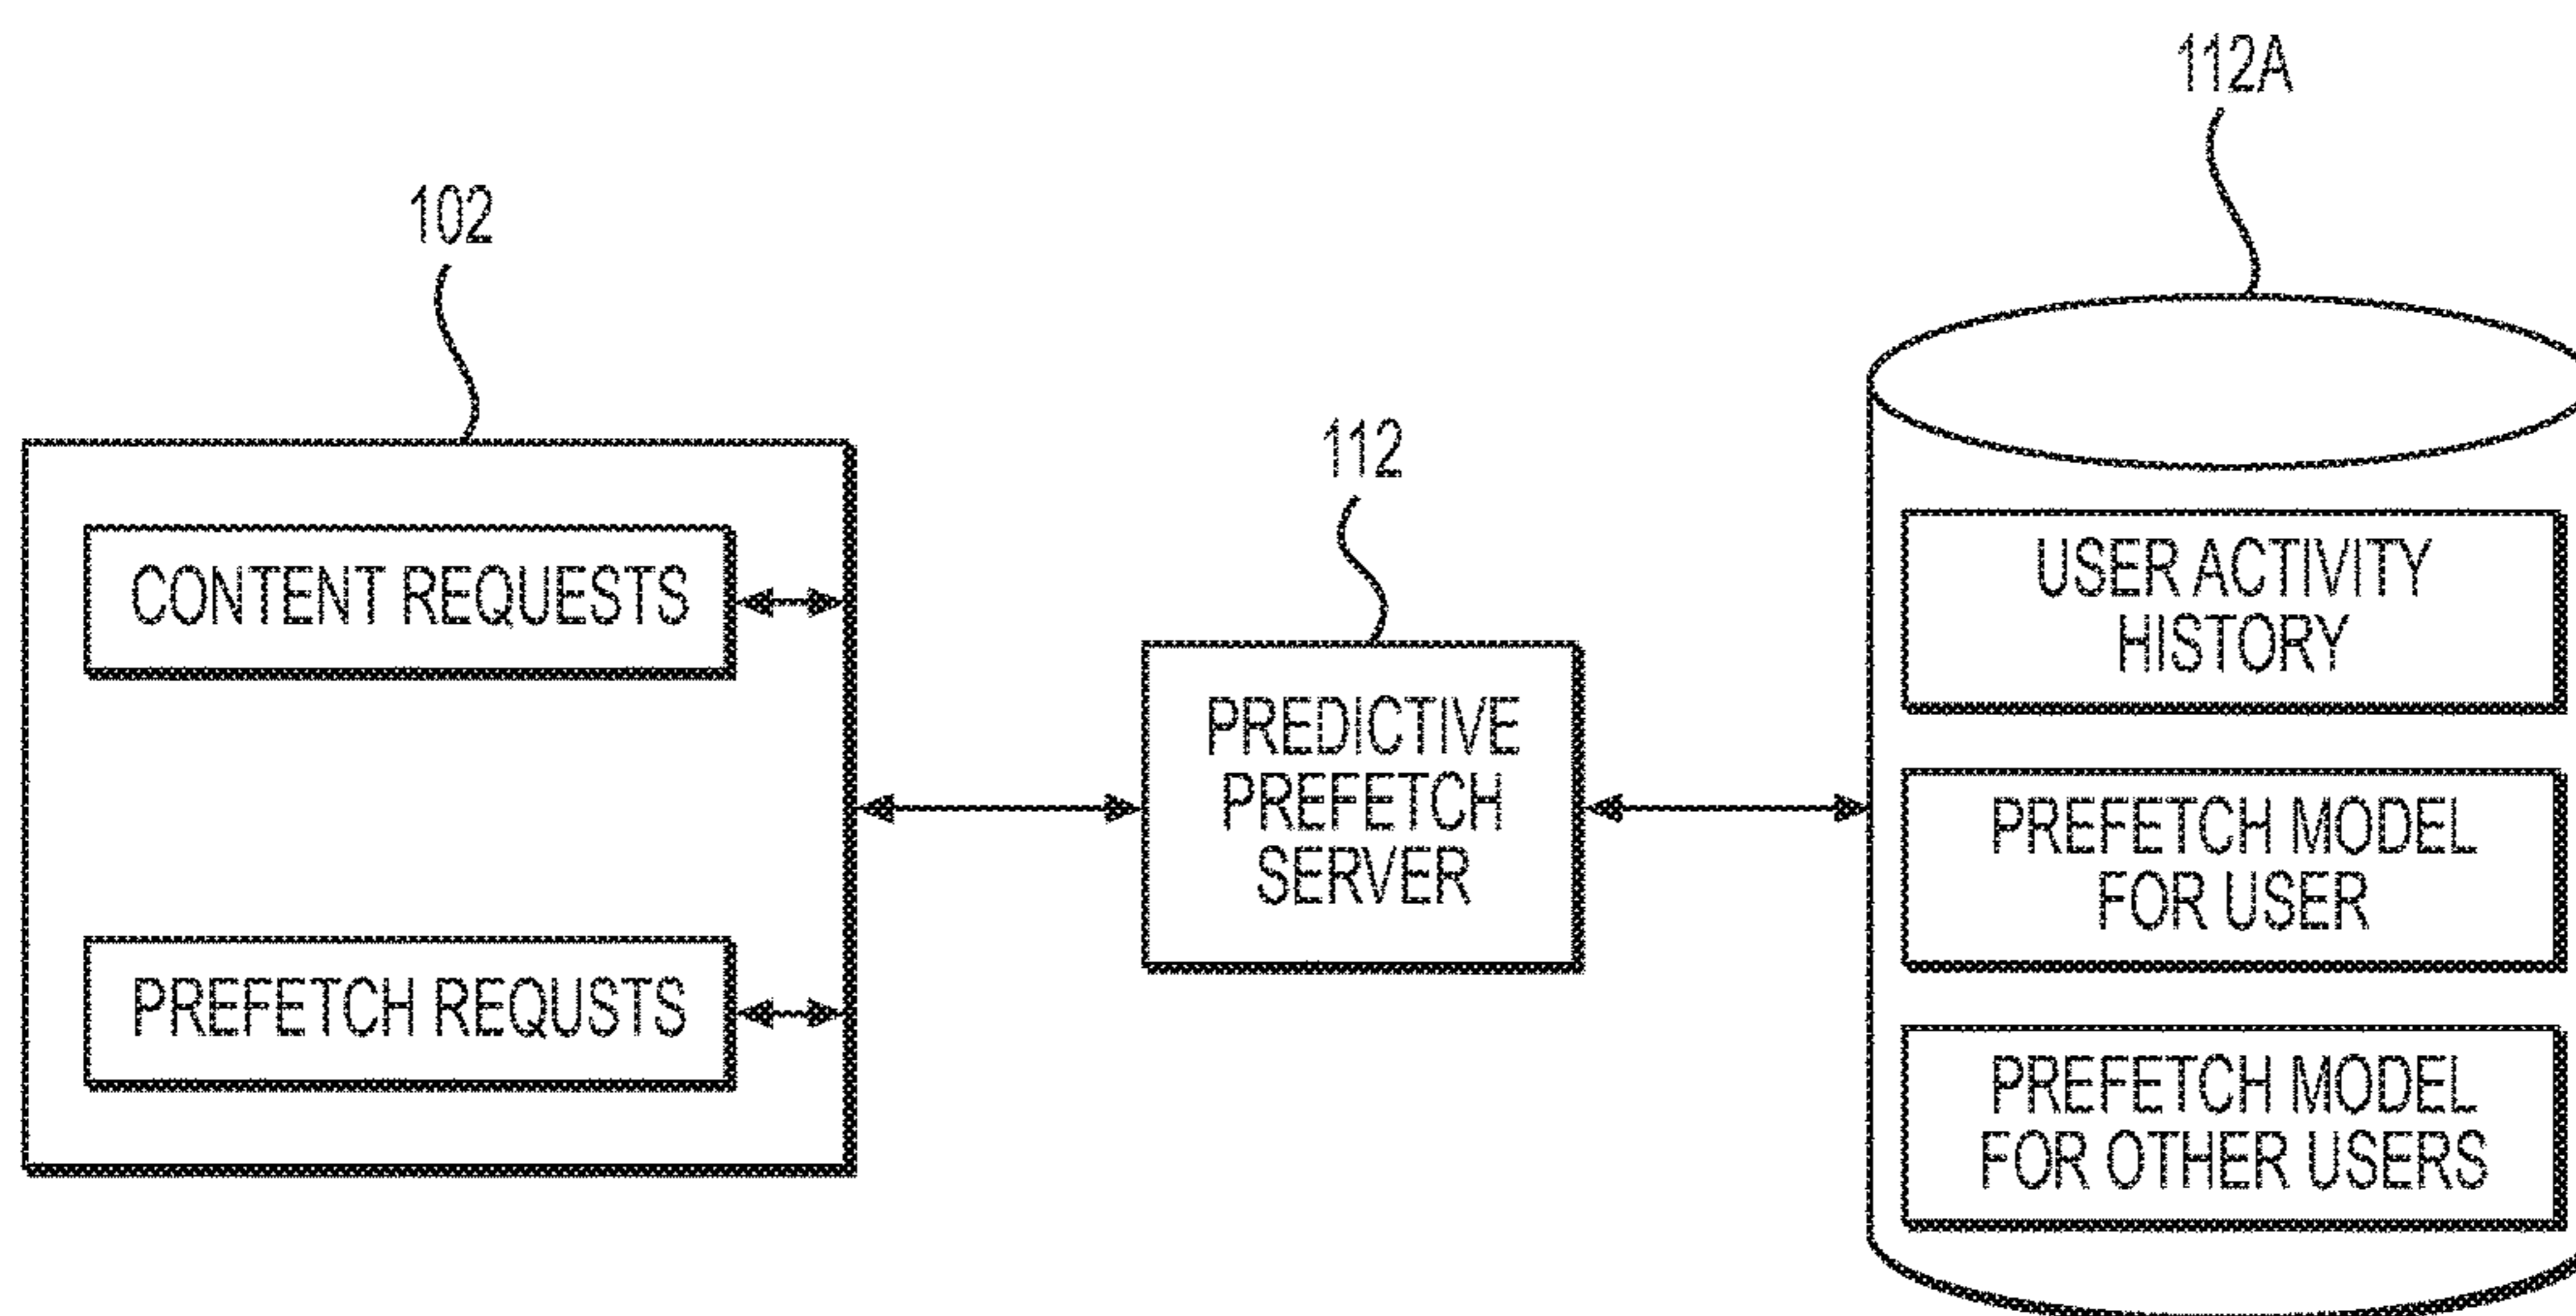 112A
102
112
CONTENT REQUESTS
PREFETCH REQUSTS
PREDICTIVE
PREFETCH
SERVER
USER ACTIVITY
HISTORY
PREFETCH MODEL
FOR USER
PREFETCH MODEL
FOR OTHER USERS